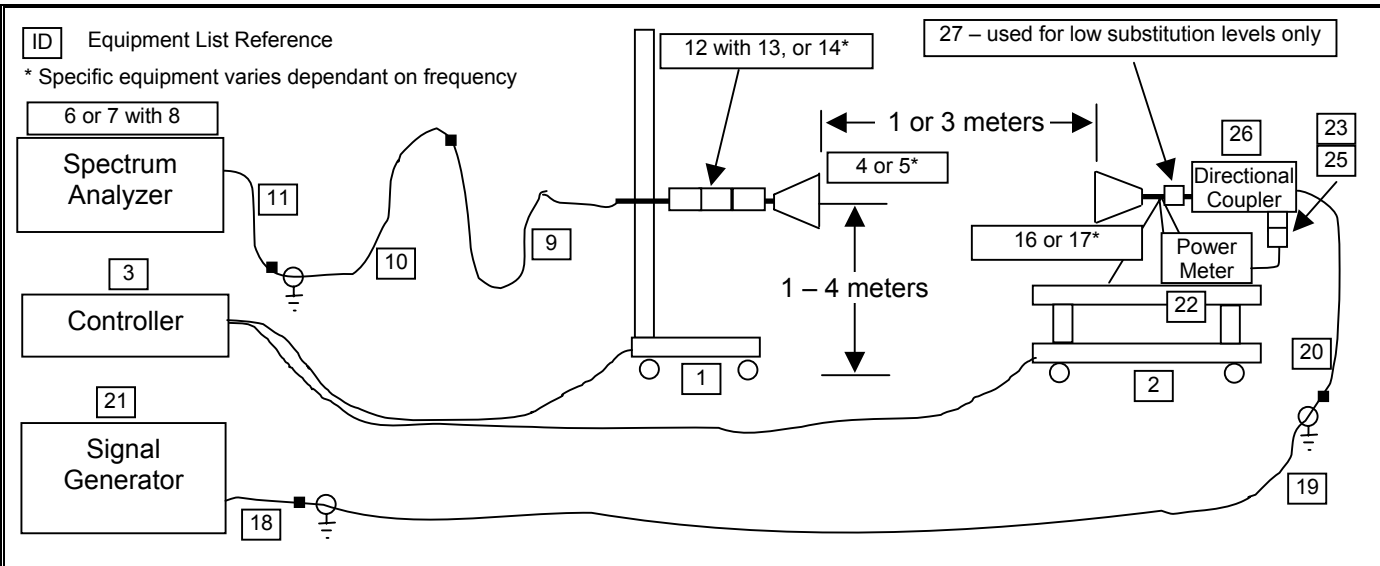 ID Equipment List Reference
* Specific equipment varies dependant on frequency
12 with 13, or 14*
27 – used for low substitution levels only
6 or 7 with 8
Spectrum
Analyzer
11
10
9
4 or 5*
1 or 3 meters
26
23
25
Directional
Coupler
16 or 17*
Power
Meter
22
3
Controller
1 – 4 meters
1
2
20
21
Signal
Generator
18
19